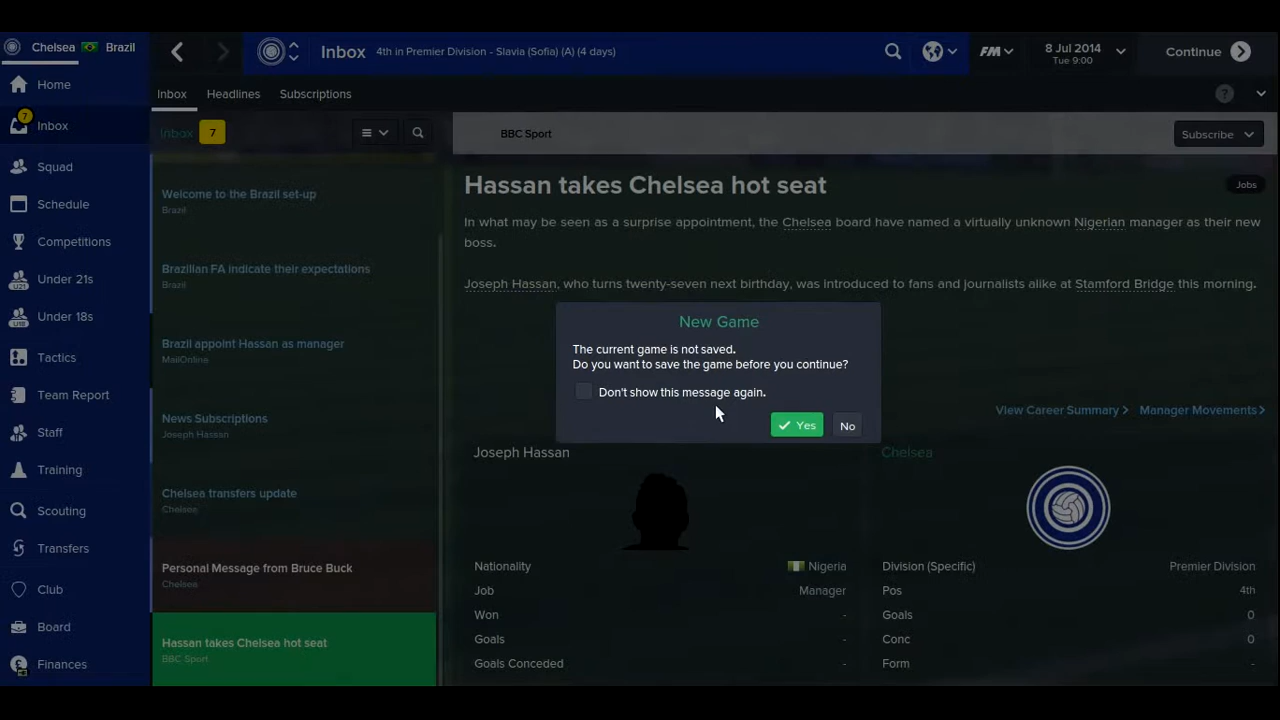 Chelsea Brazil
Inbox 4th in Premier Division - Slavia (Sofia) (A) (4 days)
FM
8 Jul 2014
Tue 9:00
Continue
Home
7
Inbox
Squad
Schedule
Competitions
Under 21s
Under 18s
Tactics
Team Report
Staff
Training
Scouting
Transfers
Club
Board
Finances
Inbox Headlines Subscriptions
?
Inbox 7
Welcome to the Brazil set-up
Brazil
Brazilian FA indicate their expectations
Brazil
Brazil appoint Hassan as manager
MailOnline
News Subscriptions
Joseph Hassan
Chelsea transfers update
Chelsea
Personal Message from Bruce Buck
Chelsea
Hassan takes Chelsea hot seat
BBC Sport
BBC Sport
Subscribe
Hassan takes Chelsea hot seat
Jobs
In what may be seen as a surprise appointment, the Chelsea board have named a virtually unknown Nigerian manager as their new
boss.
Joseph Hassan, who turns twenty-seven next birthday, was introduced to fans and journalists alike at Stamford Bridge this morning.
New Game
The current game is not saved.
Do you want to save the game before you continue?
Don't show this message again.
Yes No
View Career Summary Manager Movements
Joseph Hassan
Nationality Nigeria
Job Manager
Won -
Goals -
Goals Conceded -
Chelsea
Division (Specific) Premier Division
Pos 4th
Goals 0
Conc 0
Form -